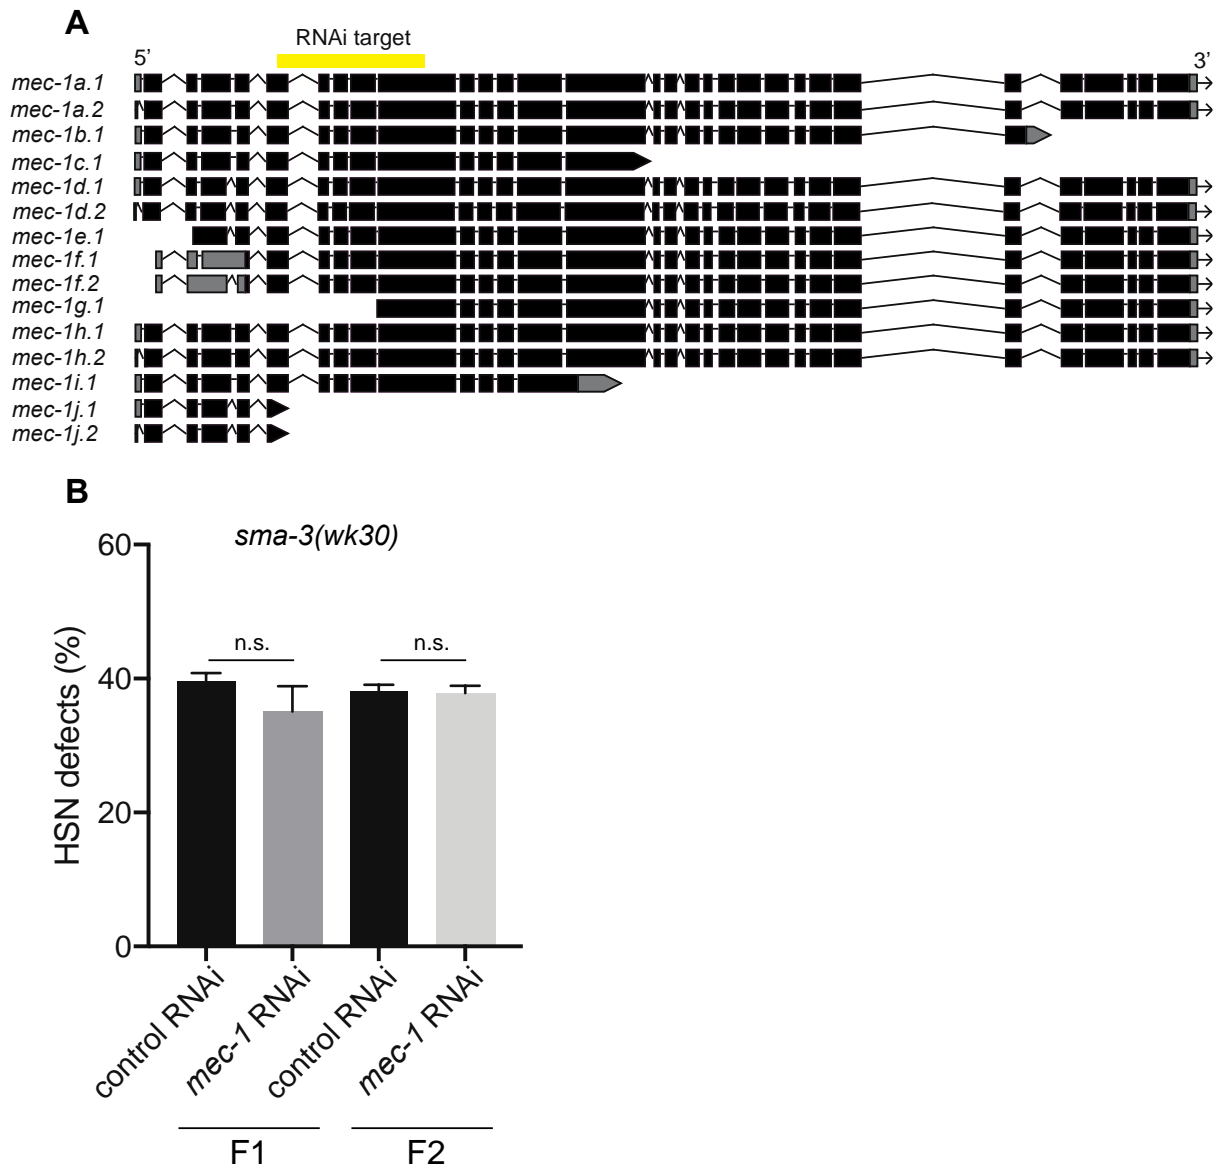 A
RNAi target
5’
3’
mec-1a.1
mec-1a.2
mec-1b.1
mec-1c.1
mec-1d.1
mec-1d.2
mec-1e.1
mec-1f.1
mec-1f.2
mec-1g.1
mec-1h.1
mec-1h.2
mec-1i.1
mec-1j.1
mec-1j.2
B
sma-3(wk30)
60
40
20
0
HSN defects (%)
n.s.
n.s.
control RNAi
mec-1 RNAi
control RNAi
mec-1 RNAi
F1
F2